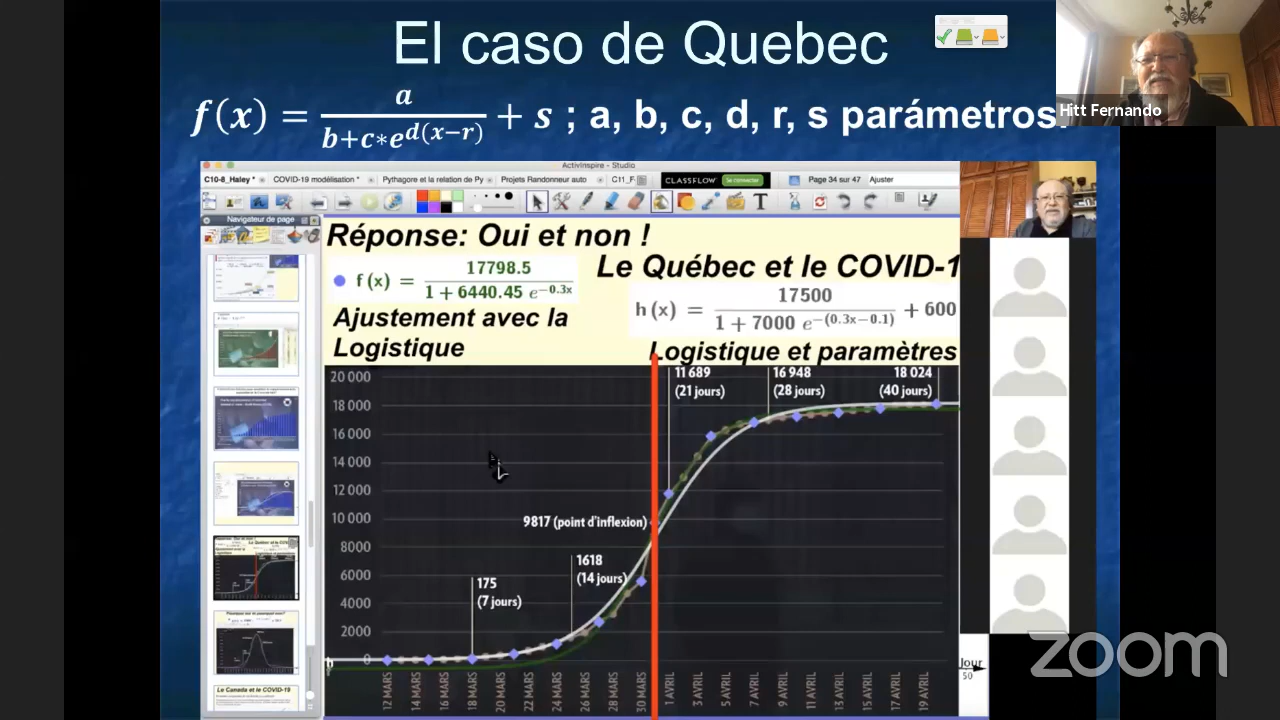 El caso de Quebec
f(x) = a / b+c∗e^d(x−r) + s ; a, b, c, d, r, s parámetros.
Hitt Fernando
ActivInspire - Studio
C10-8_Haley * COVID-19 modélisation * Pythagore et la relation de Py Projets Randonneur auto C11_F CLASSFLOW Se connecter Page 34 sur 47 Ajuster
Navigateur de page
Réponse: Oui et non !
Le Québec et le COVID-1
f (x) = 17798.5 / 1 + 6440.45 e^−0.3x
h (x) = 17500 / 1 + 7000 e^−(0.3x−0.1) + 600
Ajustement avec la
Logistique
Logistique et paramètres
20 000
18 000
16 000
14 000
12 000
10 000
8000
6000
4000
2000
0
11 689
(21 jours)
16 948
(28 jours)
18 024
(40 jours)
9817 (point d'inflexion)
1618
(14 jours)
175
(7 jours)
12 MARS
14 MARS
16 MARS
18 MARS
20 MARS
22 MARS
24 MARS
26 MARS
28 MARS
30 MARS
1 AVRIL
3 AVRIL
5 AVRIL
7 AVRIL
9 AVRIL
11 AVRIL
13 AVRIL
15 AVRIL
17 AVRIL
19 AVRIL
Jour
50
Le Canada et le COVID-19
zoom